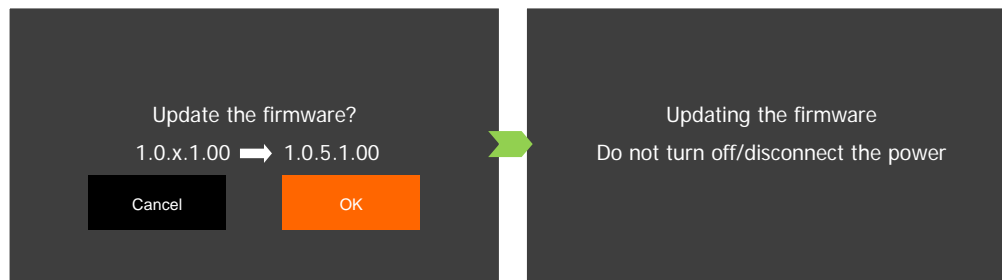 Update the firmware?
1.0.x.1.00 1.0.5.1.00
Cancel OK
Updating the firmware
Do not turn off/disconnect the power